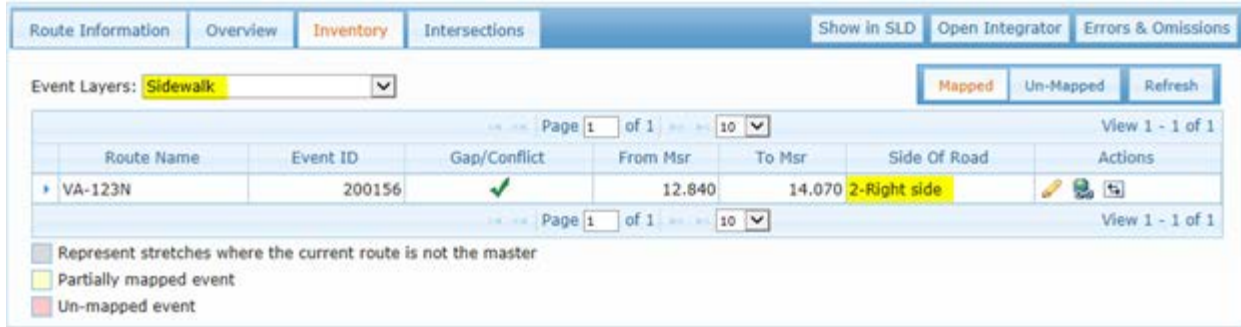 Route Information Overview Inventory Intersections Show in SLD Open Integrator Errors & Omissions
Event Layers: Sidewalk Mapped Un-Mapped Refresh
Page 1 of 1 10 View 1 - 1 of 1
Route Name Event ID Gap/Conflict From Msr To Msr Side Of Road Actions
VA-123N 200156 12.840 14.070 2-Right side
Page 1 of 1 10 View 1 - 1 of 1
Represent stretches where the current route is not the master
Partially mapped event
Un-mapped event